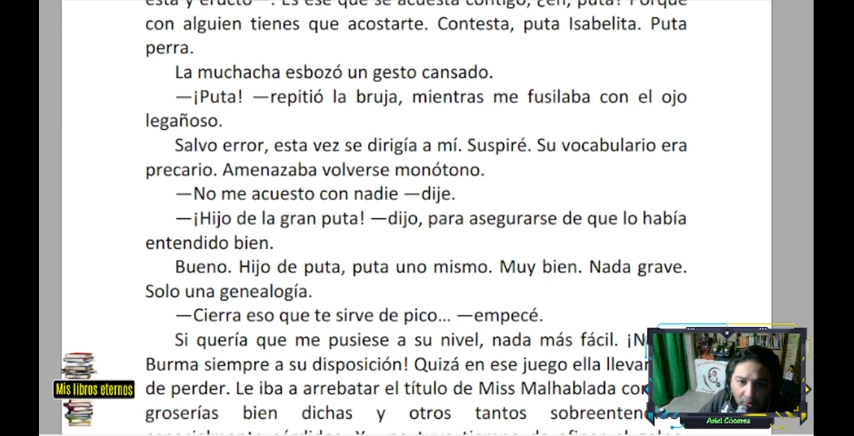 con alguien tienes que acostarte. Contesta, puta Isabelita. Puta
perra.
La muchacha esbozó un gesto cansado.
—¡Puta! —repitió la bruja, mientras me fusilaba con el ojo
legañoso.
Salvo error, esta vez se dirigía a mí. Suspiré. Su vocabulario era
precario. Amenazaba volverse monótono.
—No me acuesto con nadie —dije.
—¡Hijo de la gran puta! —dijo, para asegurarse de que lo había
entendido bien.
Bueno. Hijo de puta, puta uno mismo. Muy bien. Nada grave.
Solo una genealogía.
—Cierra eso que te sirve de pico... —empecé.
Si quería que me pusiese a su nivel, nada más fácil.
Burma siempre a su disposición! Quizá en ese juego ella
de perder. Le iba a arrebatar el título de Miss Malhablada
groserías bien dichas y otros tantos
Mis libros eternos
Ariel Cáceres